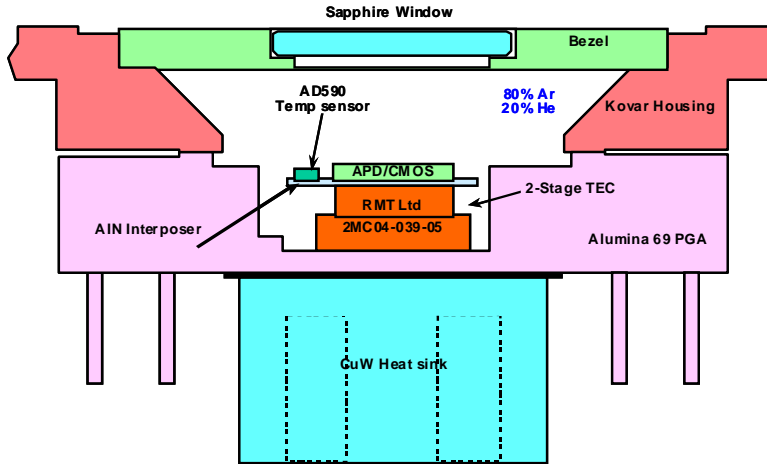 Sapphire Window
Bezel
AD590
Temp sensor
80% Ar
20% He
Kovar Housing
APD/CMOS
2-Stage TEC
RMT Ltd
2MC04-039-05
AlN Interposer
Alumina 69 PGA
CuW Heat sink